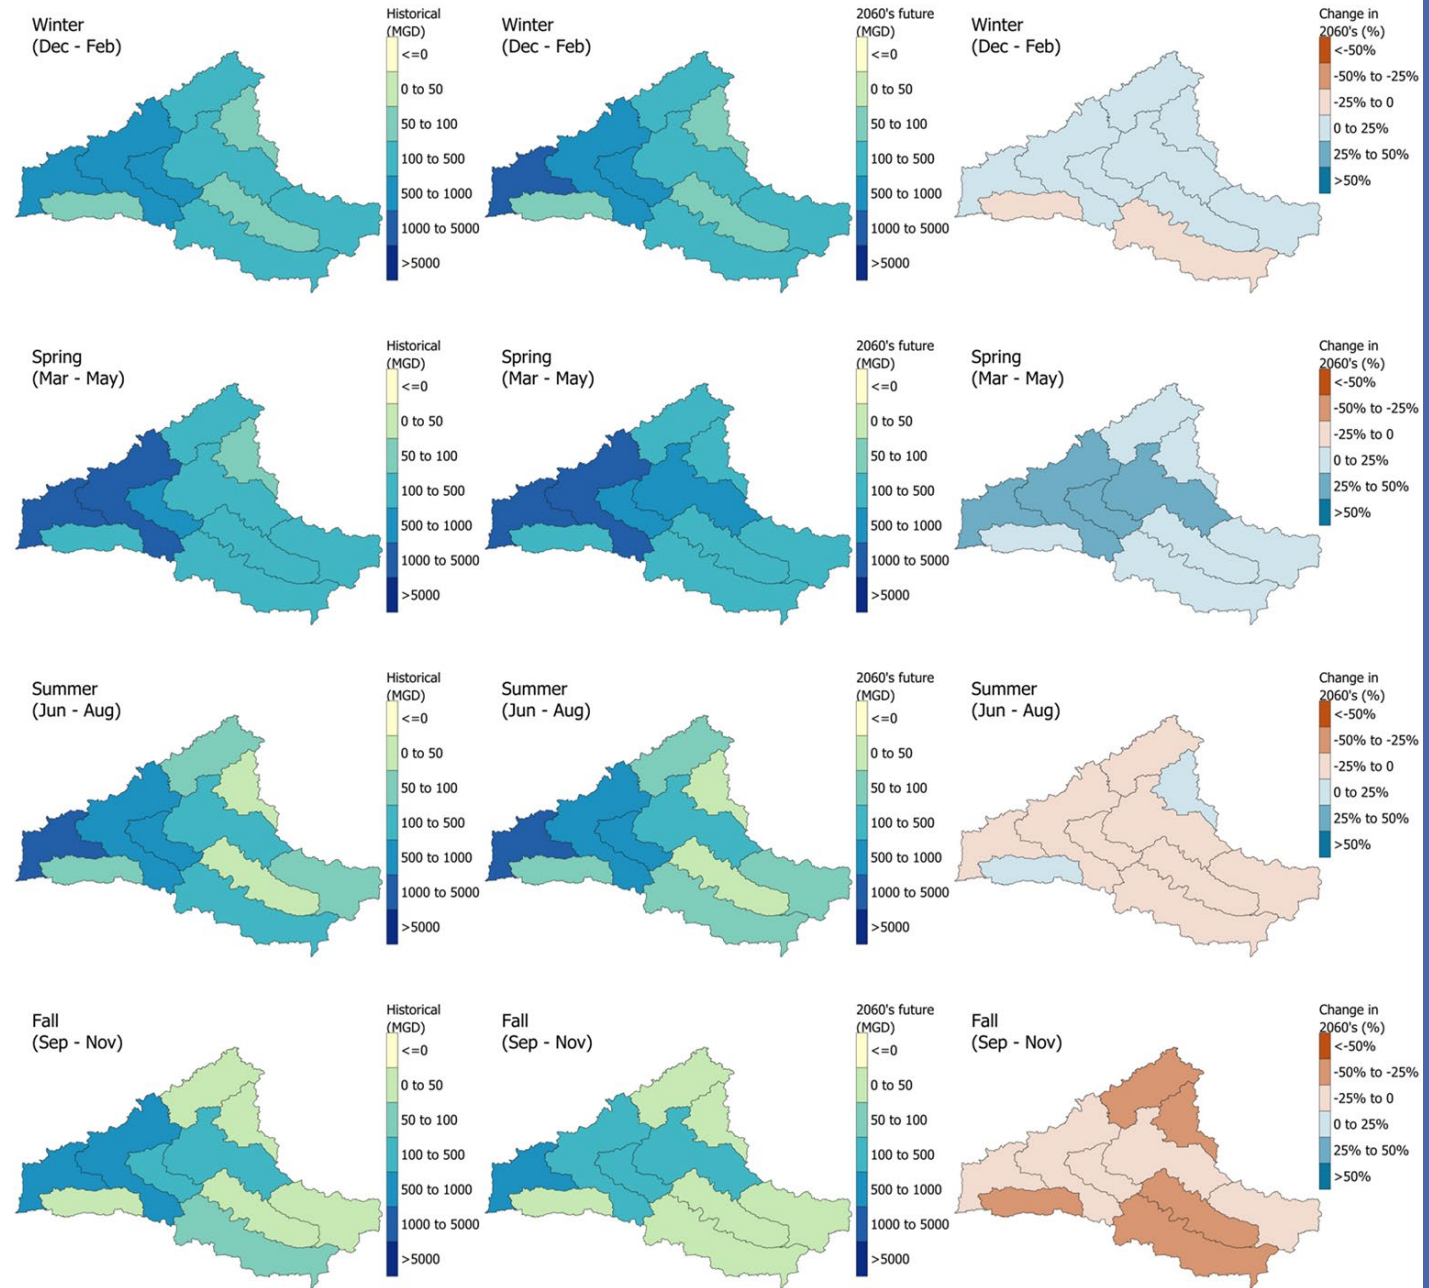 Winter
(Dec - Feb)
Historical
(MGD)
<=0
0 to 50
50 to 100
100 to 500
500 to 1000
1000 to 5000
>5000
Winter
(Dec - Feb)
2060's future
(MGD)
<=0
0 to 50
50 to 100
100 to 500
500 to 1000
1000 to 5000
>5000
Winter
(Dec - Feb)
Change in
2060's (%)
<-50%
-50% to -25%
-25% to 0
0 to 25%
25% to 50%
>50%
Spring
(Mar - May)
Historical
(MGD)
<=0
0 to 50
50 to 100
100 to 500
500 to 1000
1000 to 5000
>5000
Spring
(Mar - May)
2060's future
(MGD)
<=0
0 to 50
50 to 100
100 to 500
500 to 1000
1000 to 5000
>5000
Spring
(Mar - May)
Change in
2060's (%)
<-50%
-50% to -25%
-25% to 0
0 to 25%
25% to 50%
>50%
Summer
(Jun - Aug)
Historical
(MGD)
<=0
0 to 50
50 to 100
100 to 500
500 to 1000
1000 to 5000
>5000
Summer
(Jun - Aug)
2060's future
(MGD)
<=0
0 to 50
50 to 100
100 to 500
500 to 1000
1000 to 5000
>5000
Summer
(Jun - Aug)
Change in
2060's (%)
<-50%
-50% to -25%
-25% to 0
0 to 25%
25% to 50%
>50%
Fall
(Sep - Nov)
Historical
(MGD)
<=0
0 to 50
50 to 100
100 to 500
500 to 1000
1000 to 5000
>5000
Fall
(Sep - Nov)
2060's future
(MGD)
<=0
0 to 50
50 to 100
100 to 500
500 to 1000
1000 to 5000
>5000
Fall
(Sep - Nov)
Change in
2060's (%)
<-50%
-50% to -25%
-25% to 0
0 to 25%
25% to 50%
>50%